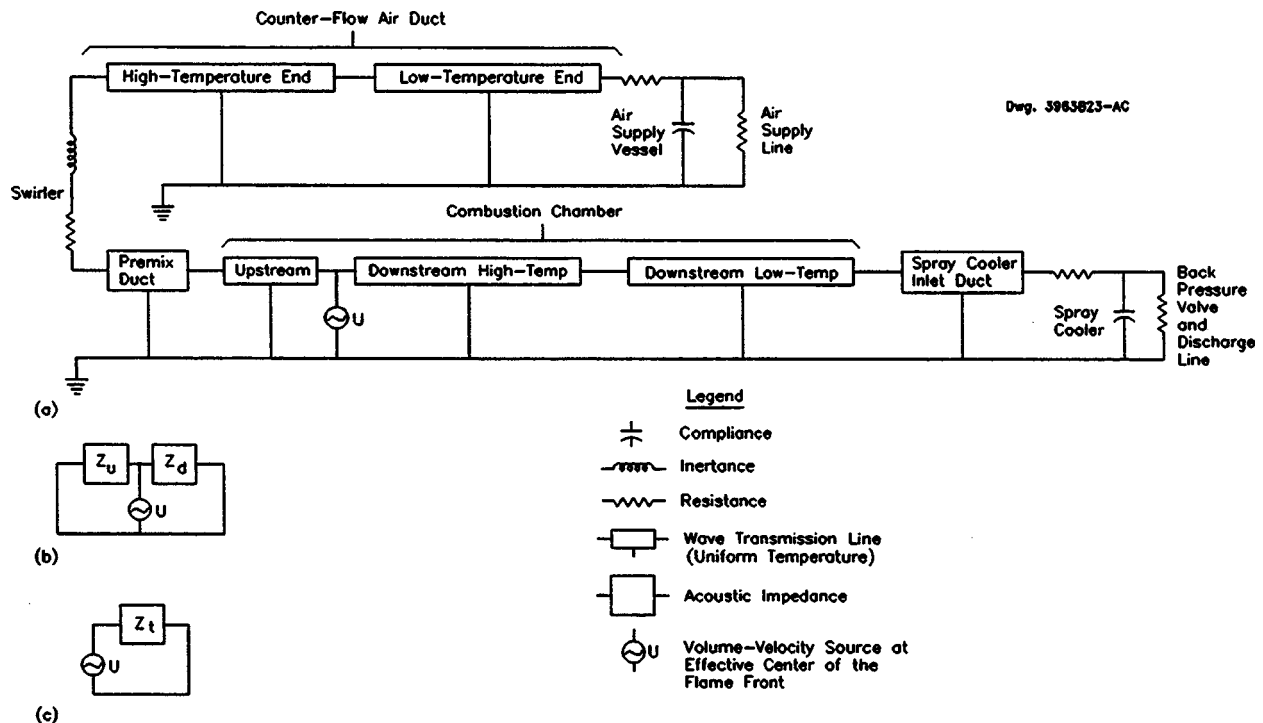 Counter-Flow Air Duct
High-Temperature End
Low-Temperature End
Air
Supply
Vessel
Air
Supply
Line
Dwg. 3963823-AC
Swirler
Combustion Chamber
Premix
Duct
Upstream
U
Downstream High-Temp
Downstream Low-Temp
Spray Cooler
Inlet Duct
Spray
Cooler
Back
Pressure
Valve
and
Discharge
Line
(a)
Zu
Zd
U
(b)
Zt
U
(c)
Legend
Compliance
Inertance
Resistance
Wave Transmission Line
(Uniform Temperature)
Acoustic Impedance
U
Volume-Velocity Source at
Effective Center of the
Flame Front